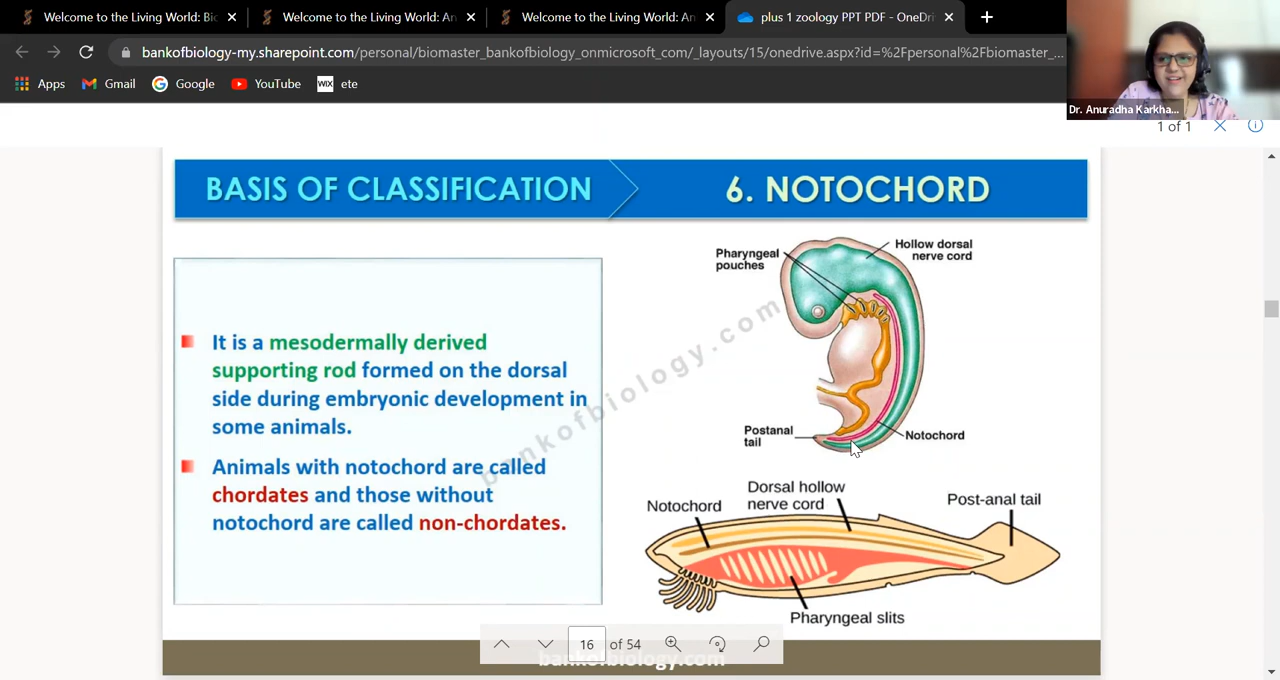 Welcome to the Living World: Bio
Welcome to the Living World: An
Welcome to the Living World: An
plus 1 zoology PPT PDF - OneDri
bankofbiology-my.sharepoint.com/personal/biomaster_bankofbiology_onmicrosoft_com/_layouts/15/onedrive.aspx?id=%2Fpersonal%2Fbiomaster_...
Apps
Gmail
Google
YouTube
WIX
ete
Dr. Anuradha Karkha...
1 of 1
BASIS OF CLASSIFICATION
6. NOTOCHORD
It is a mesodermally derived
supporting rod formed on the dorsal
side during embryonic development in
some animals.
Animals with notochord are called
chordates and those without
notochord are called non-chordates.
Pharyngeal
pouches
Hollow dorsal
nerve cord
Postanal
tail
Notochord
bankofbiology.com
Notochord
Dorsal hollow
nerve cord
Post-anal tail
Pharyngeal slits
16 of 54
bankofbiology.com